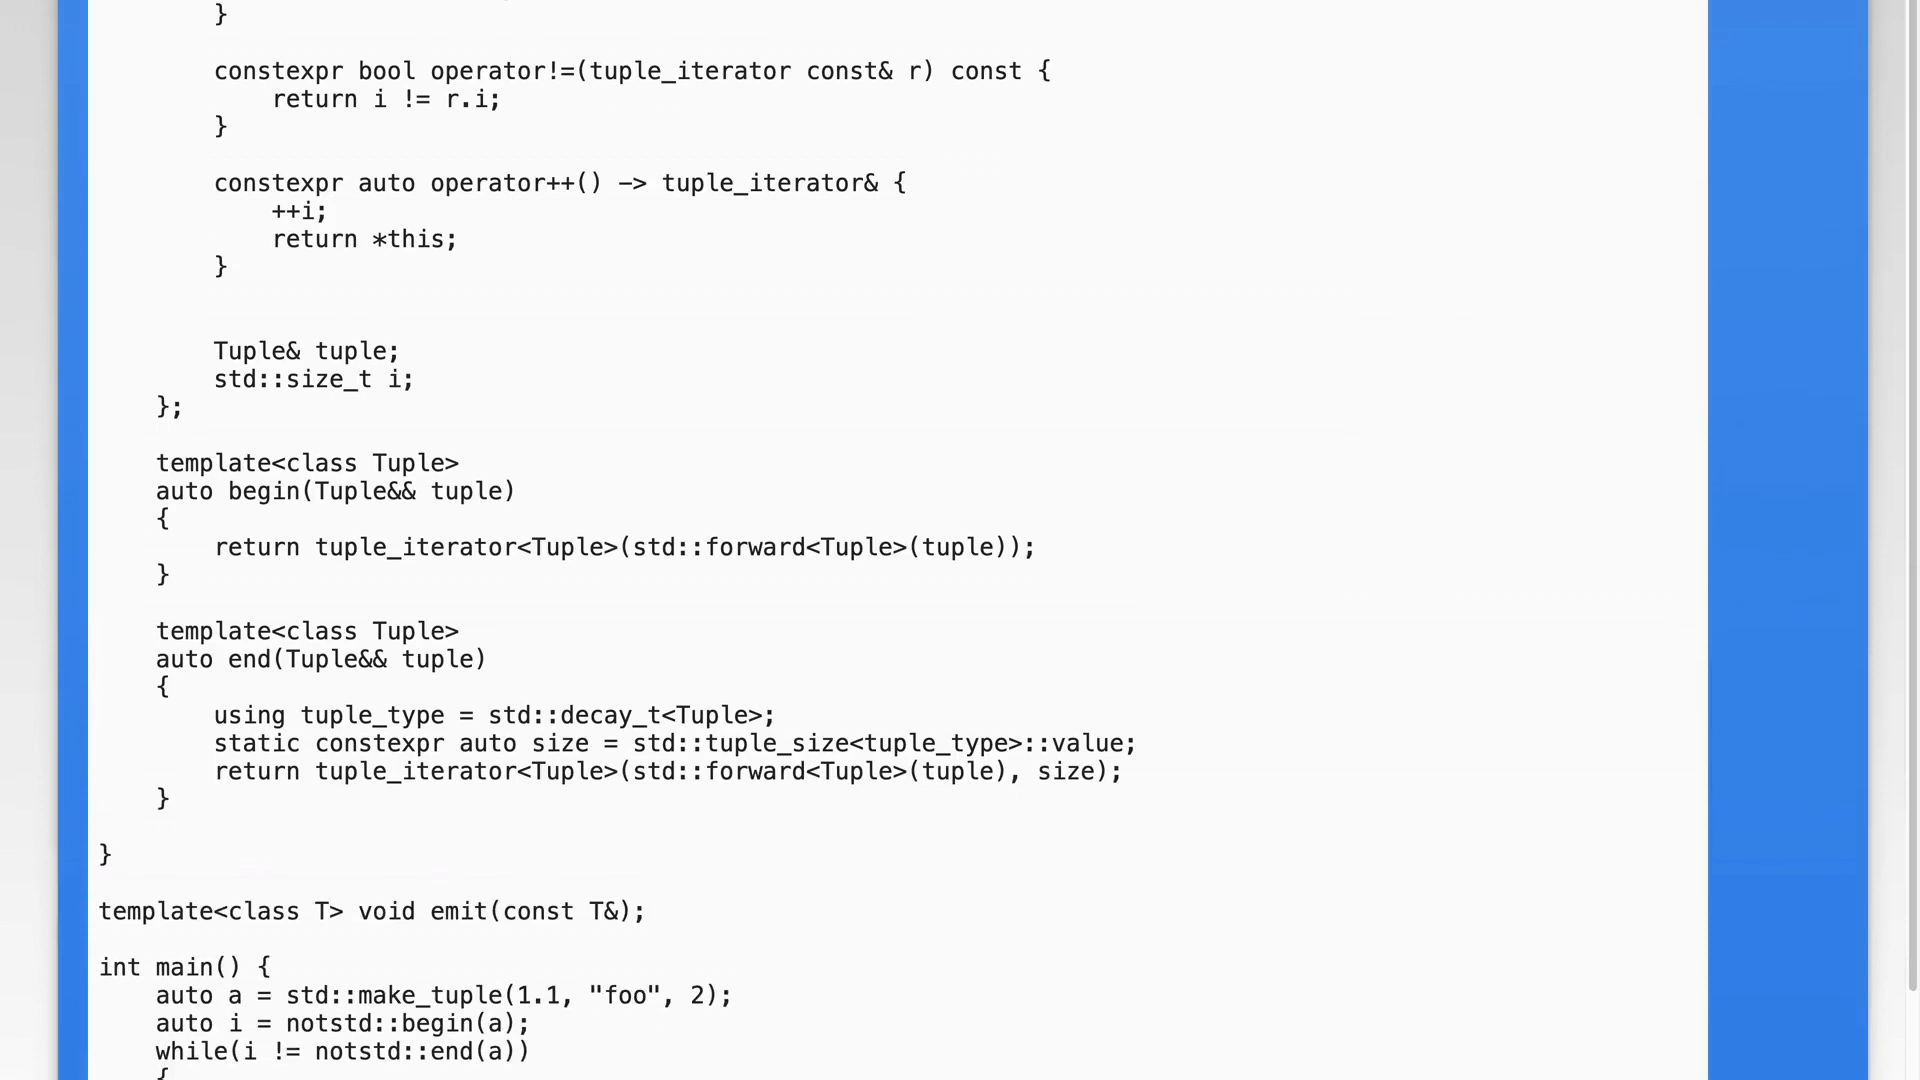 }
constexpr bool operator!=(tuple_iterator const& r) const {
return i != r.i;
}
constexpr auto operator++() -> tuple_iterator& {
++i;
return *this;
}
Tuple& tuple;
std::size_t i;
};
template<class Tuple>
auto begin(Tuple&& tuple)
{
return tuple_iterator<Tuple>(std::forward<Tuple>(tuple));
}
template<class Tuple>
auto end(Tuple&& tuple)
{
using tuple_type = std::decay_t<Tuple>;
static constexpr auto size = std::tuple_size<tuple_type>::value;
return tuple_iterator<Tuple>(std::forward<Tuple>(tuple), size);
}
}
template<class T> void emit(const T&);
int main() {
auto a = std::make_tuple(1.1, "foo", 2);
auto i = notstd::begin(a);
while(i != notstd::end(a))
{